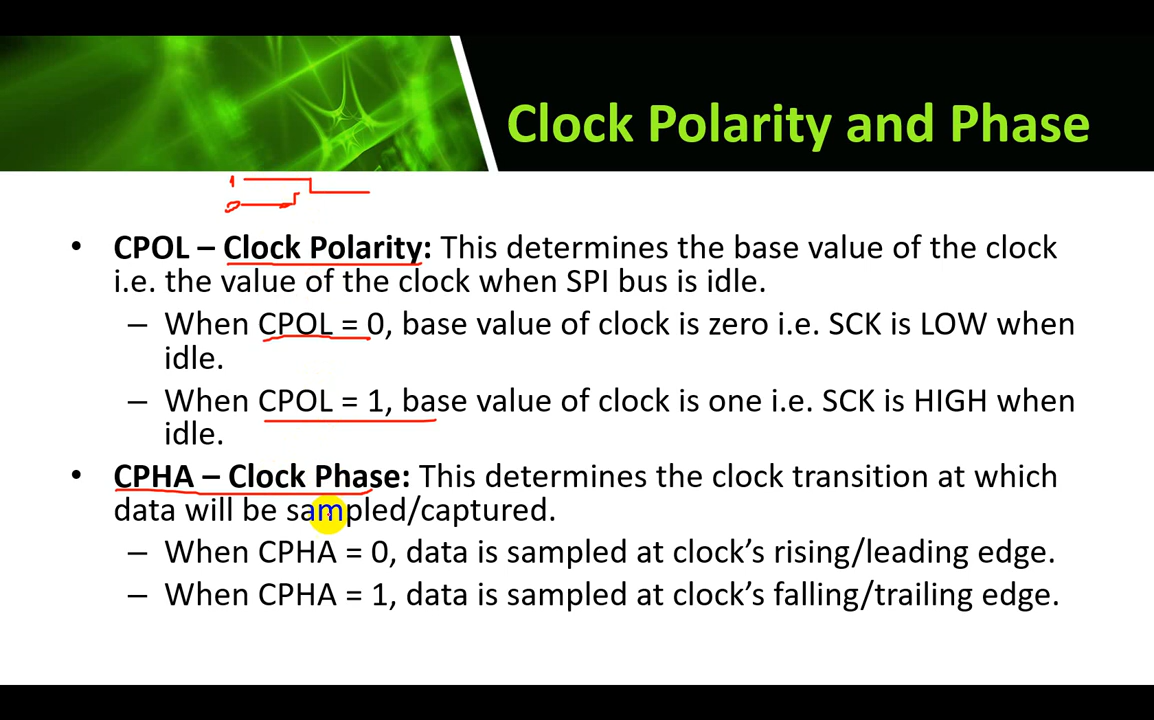 Clock Polarity and Phase
1
0
• CPOL – Clock Polarity: This determines the base value of the clock
i.e. the value of the clock when SPI bus is idle.
– When CPOL = 0, base value of clock is zero i.e. SCK is LOW when
idle.
– When CPOL = 1, base value of clock is one i.e. SCK is HIGH when
idle.
• CPHA – Clock Phase: This determines the clock transition at which
data will be sampled/captured.
– When CPHA = 0, data is sampled at clock’s rising/leading edge.
– When CPHA = 1, data is sampled at clock’s falling/trailing edge.